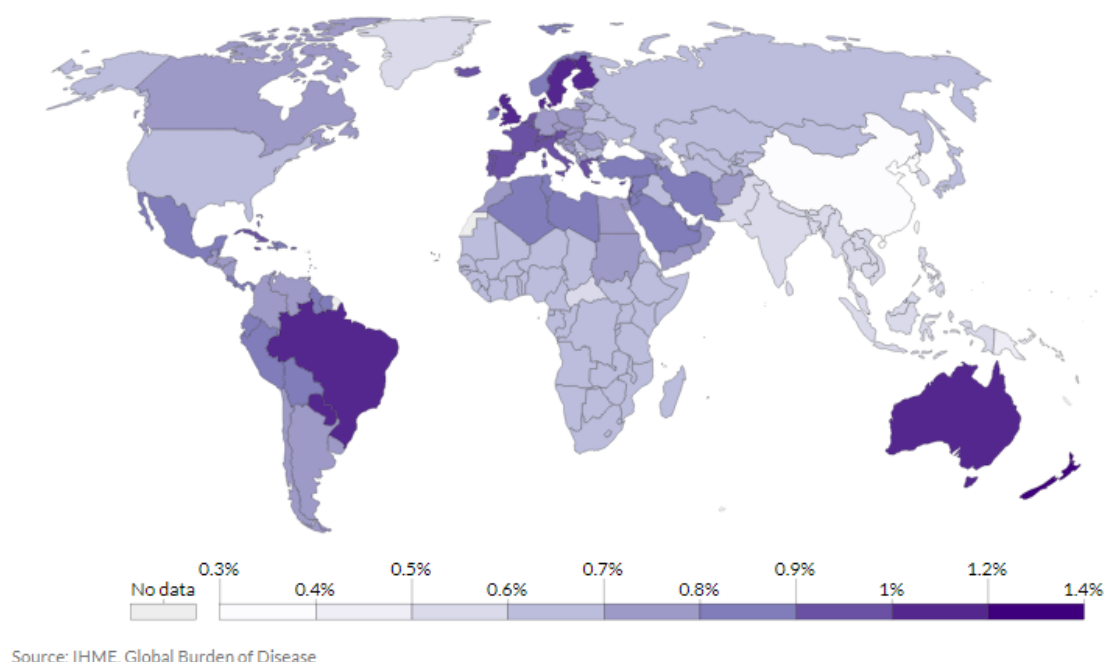 0.3% 0.5% 0.7% 0.9% 1.2%
No data 0.4% 0.6% 0.8% 1% 1.4%
Source: IHME, Global Burden of Disease